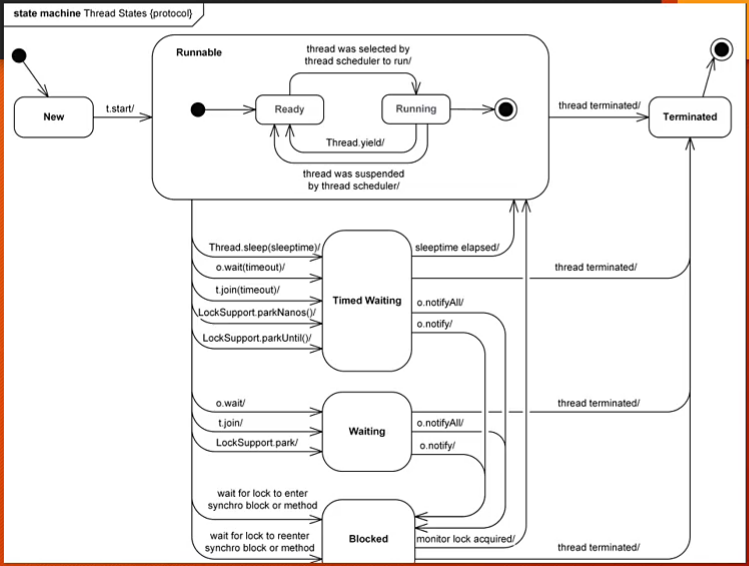 state machine Thread States {protocol}
Runnable
thread was selected by
thread scheduler to run/
New
t.start/
Ready
Running
thread terminated/
Terminated
Thread.yield/
thread was suspended
by thread scheduler/
Thread.sleep(sleeptime)/
sleeptime elapsed/
o.wait(timeout)/
thread terminated/
t.join(timeout)/
Timed Waiting
o.notifyAll/
LockSupport.parkNanos()/
o.notify/
LockSupport.parkUntil()/
o.wait/
thread terminated/
t.join/
Waiting
o.notifyAll/
LockSupport.park/
o.notify/
wait for lock to enter
synchro block or method
wait for lock to reenter
synchro block or method
Blocked
monitor lock acquired/
thread terminated/